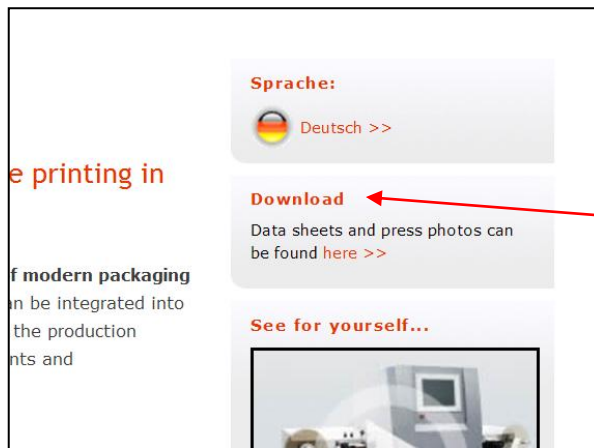 Sprache:
Deutsch >>
e printing in
Download
Data sheets and press photos can
be found here >>
f modern packaging
n be integrated into
the production
nts and
See for yourself...